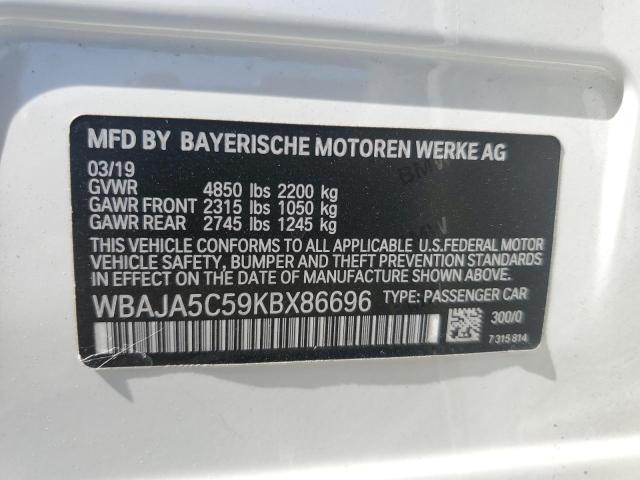 MFD BY BAYERISCHE MOTOREN WERKE AG
03/19
GVWR 4850 lbs 2200 kg
GAWR FRONT 2315 lbs 1050 kg
GAWR REAR 2745 lbs 1245 kg
THIS VEHICLE CONFORMS TO ALL APPLICABLE U.S.FEDERAL MOTOR
VEHICLE SAFETY, BUMPER AND THEFT PREVENTION STANDARDS
IN EFFECT ON THE DATE OF MANUFACTURE SHOWN ABOVE.
WBAJA5C59KBX86696 TYPE: PASSENGER CAR
300/0
7 315 814
BMW
BMW